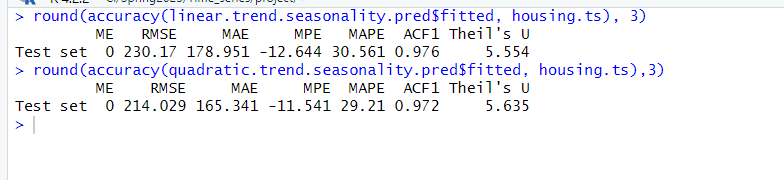 > round(accuracy(linear.trend.seasonality.pred$fitted, housing.ts), 3)
ME RMSE MAE MPE MAPE ACF1 Theil's U
Test set 0 230.17 178.951 -12.644 30.561 0.976 5.554
> round(accuracy(quadratic.trend.seasonality.pred$fitted, housing.ts),3)
ME RMSE MAE MPE MAPE ACF1 Theil's U
Test set 0 214.029 165.341 -11.541 29.21 0.972 5.635
>